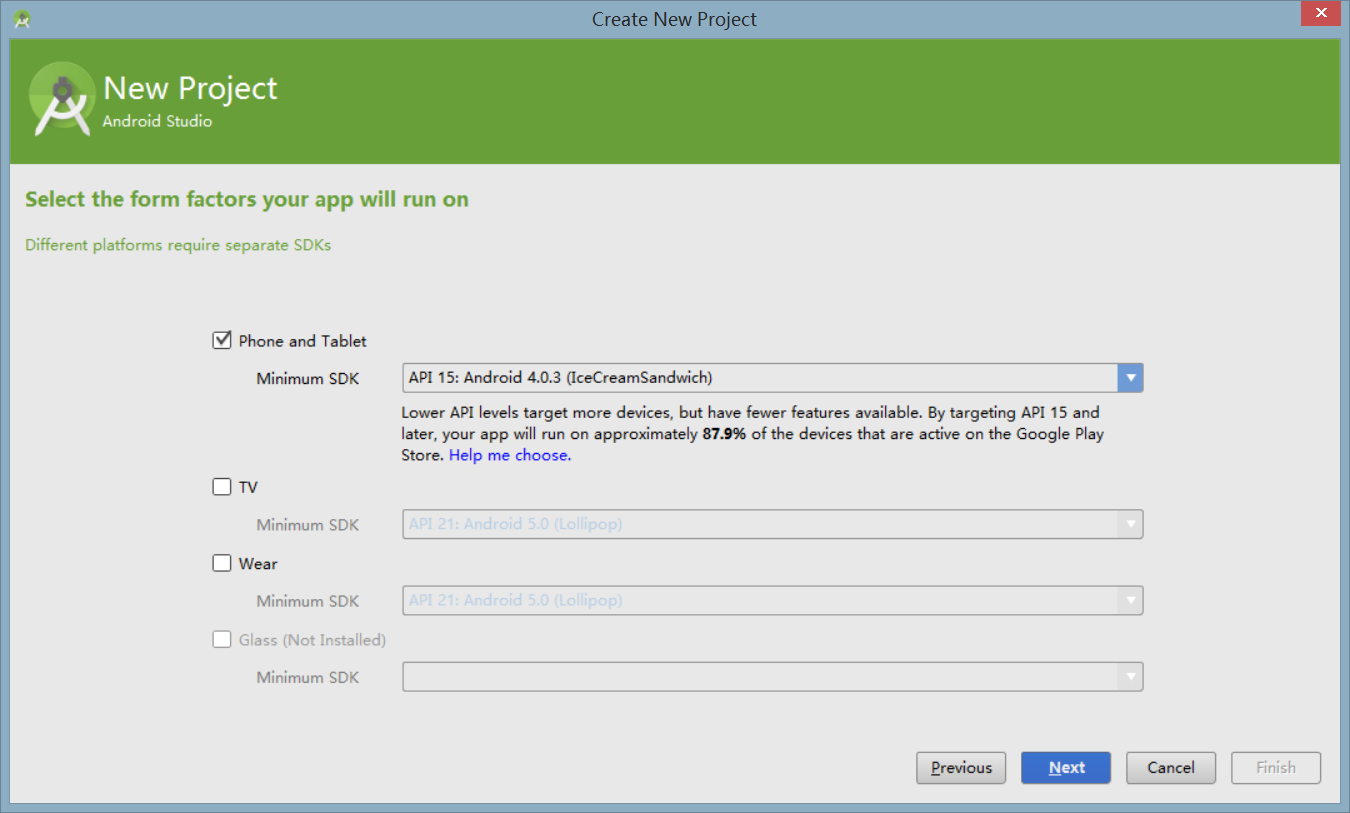 Create New Project
New Project
Android Studio
Select the form factors your app will run on
Different platforms require separate SDKs
Phone and Tablet
Minimum SDK API 15: Android 4.0.3 (IceCreamSandwich)
Lower API levels target more devices, but have fewer features available. By targeting API 15 and
later, your app will run on approximately 87.9% of the devices that are active on the Google Play
Store. Help me choose.
TV
Minimum SDK API 21: Android 5.0 (Lollipop)
Wear
Minimum SDK API 21: Android 5.0 (Lollipop)
Glass (Not Installed)
Minimum SDK
Previous Next Cancel Finish